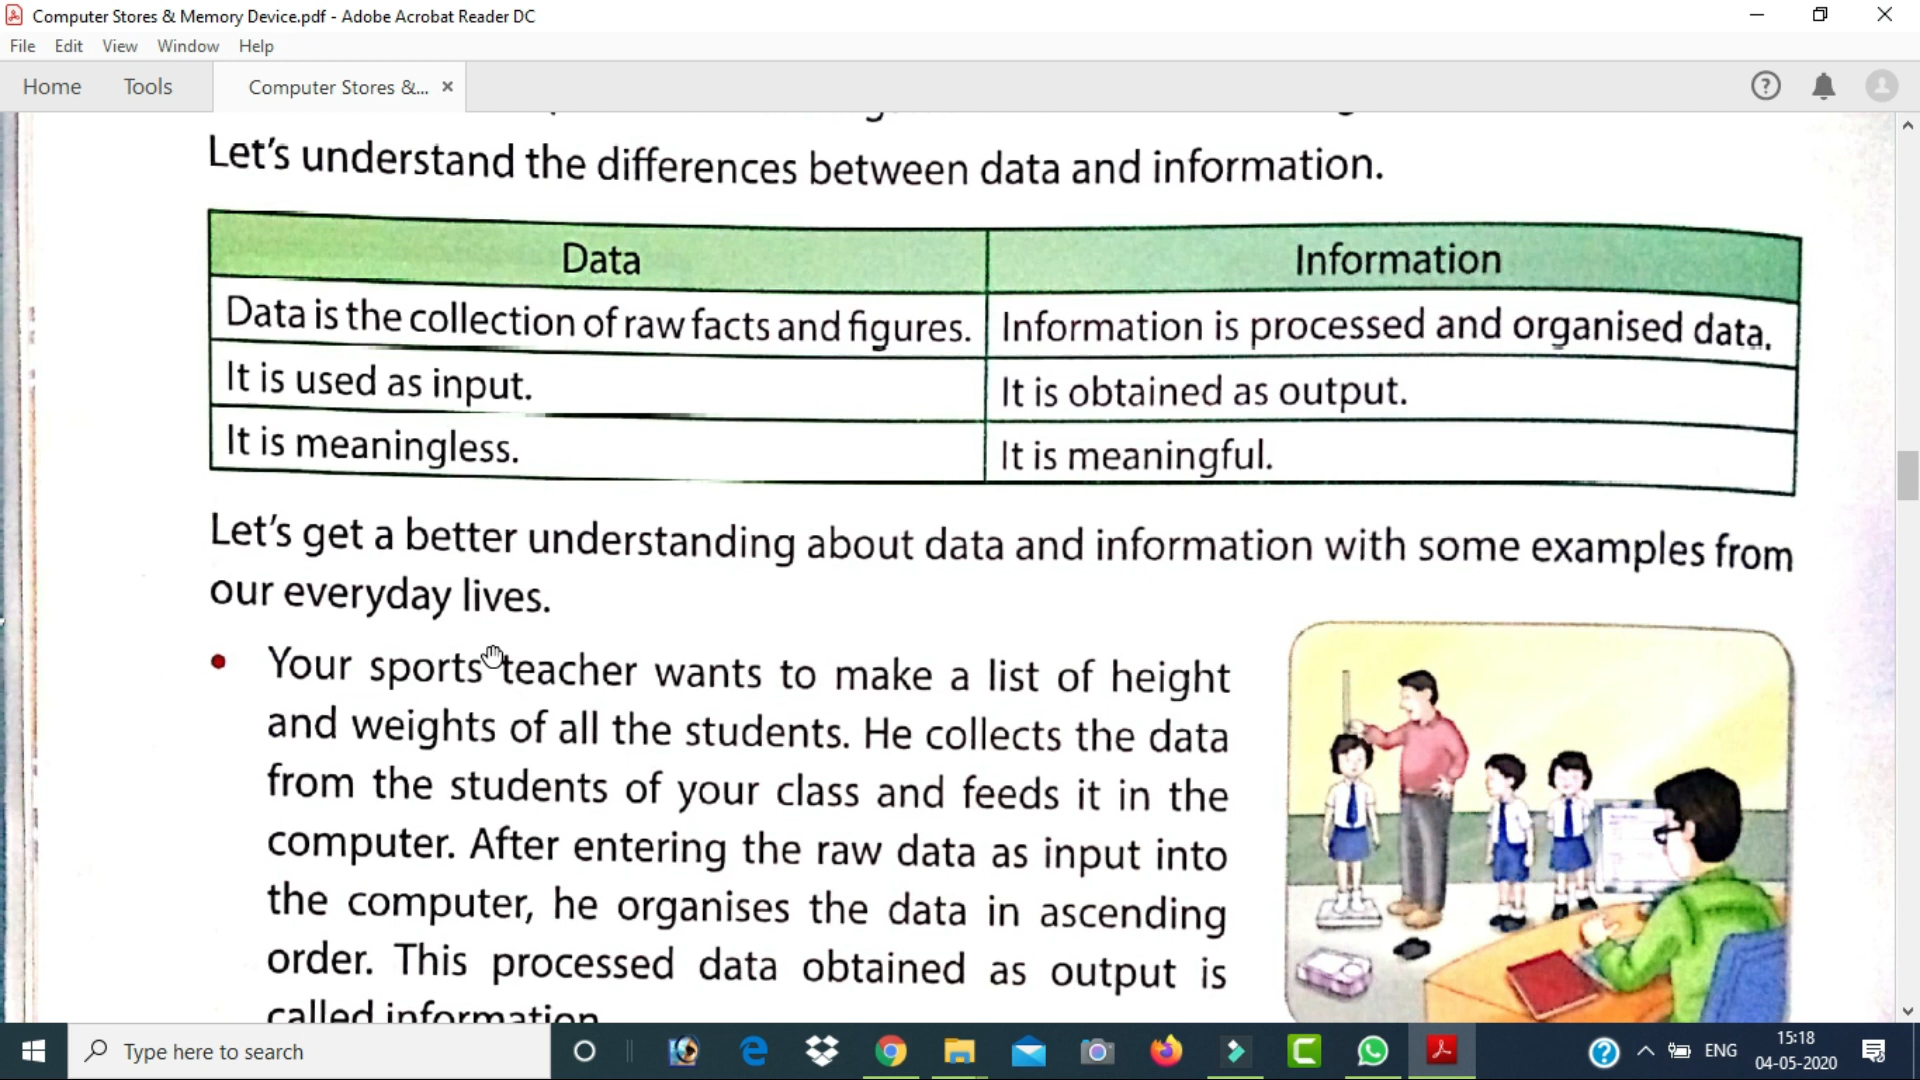 Computer Stores & Memory Device.pdf - Adobe Acrobat Reader DC
File Edit View Window Help
Home Tools Computer Stores &... ×
Let's understand the differences between data and information.
Data Information
Data is the collection of raw facts and figures. Information is processed and organised data.
It is used as input. It is obtained as output.
It is meaningless. It is meaningful.
Let's get a better understanding about data and information with some examples from
our everyday lives.
• Your sports teacher wants to make a list of height
and weights of all the students. He collects the data
from the students of your class and feeds it in the
computer. After entering the raw data as input into
the computer, he organises the data in ascending
order. This processed data obtained as output is
called information
Type here to search
ENG
15:18
04-05-2020